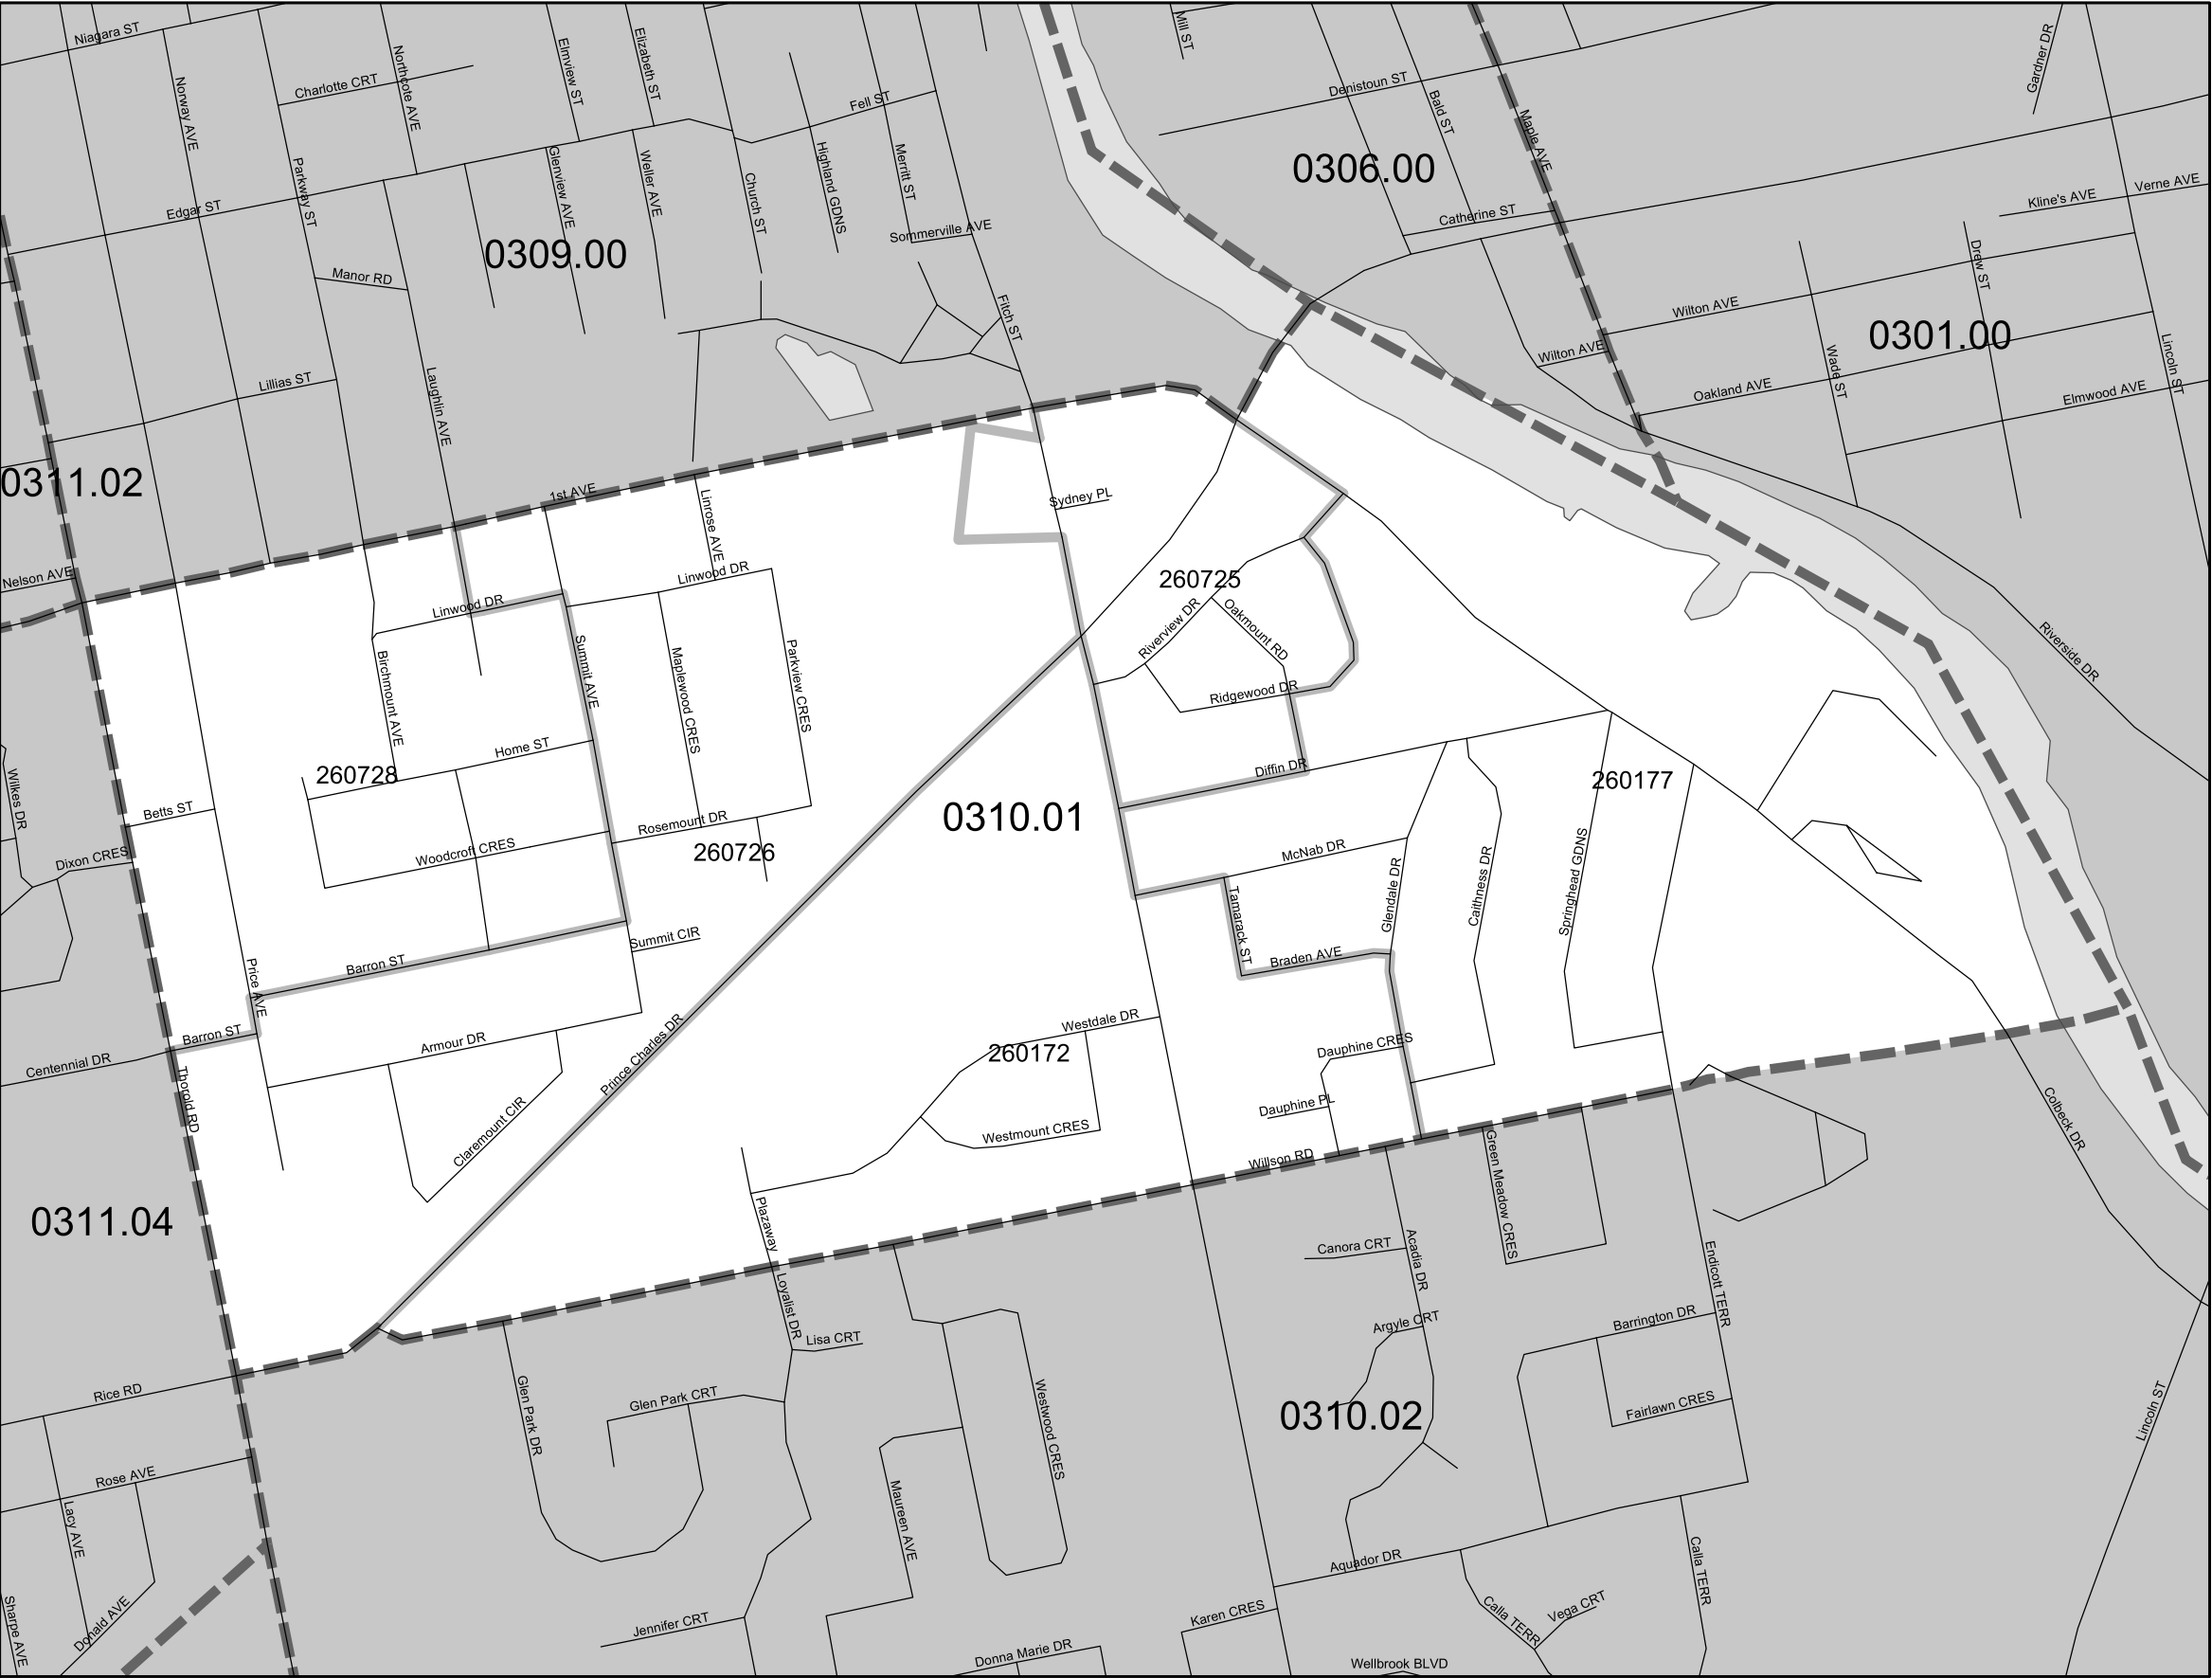 Niagara ST
Norway AVE
Charlotte CRT
Northcote AVE
Elmview ST
Elizabeth ST
Fell ST
Mill ST
Denistoun ST
Bald ST
Maple AVE
Gardner DR
Parkway ST
Edgar ST
Glenview AVE
Weller AVE
Church ST
Highland GDNS
Merritt ST
Sommerville AVE
0306.00
Catherine ST
Kline's AVE
Verne AVE
0309.00
Manor RD
Fitch ST
Drew ST
Wilton AVE
0301.00
Wilton AVE
Wade ST
Lincoln ST
Lillias ST
Laughlin AVE
Oakland AVE
Elmwood AVE
0311.02
1st AVE
Linrose AVE
Sydney PL
Nelson AVE
Linwood DR
Linwood DR
260725
Riverview DR
Oakmount RD
Riverside DR
Birchmount AVE
Summit AVE
Maplewood CRES
Parkview CRES
Ridgewood DR
Home ST
260728
Diffin DR
260177
Wilkes DR
Betts ST
0310.01
Rosemount DR
Woodcroft CRES
260726
McNab DR
Dixon CRES
Tamarack ST
Glendale DR
Caithness DR
Springhead GDNS
Summit CIR
Barron ST
Braden AVE
Price AVE
Barron ST
Armour DR
Prince Charles DR
Westdale DR
260172
Dauphine CRES
Centennial DR
Thorold RD
Claremount CIR
Westmount CRES
Dauphine PL
Colbeck DR
Willson RD
Green Meadow CRES
0311.04
Plazaway
Canora CRT
Acadia DR
Endicott TERR
Loyalist DR
Lisa CRT
Argyle CRT
Barrington DR
Rice RD
Glen Park DR
Glen Park CRT
Westwood CRES
0310.02
Fairlawn CRES
Lincoln ST
Rose AVE
Lacy AVE
Maureen AVE
Aquador DR
Calla TERR
Sharpe AVE
Donald AVE
Jennifer CRT
Karen CRES
Calla TERR
Vega CRT
Donna Marie DR
Wellbrook BLVD